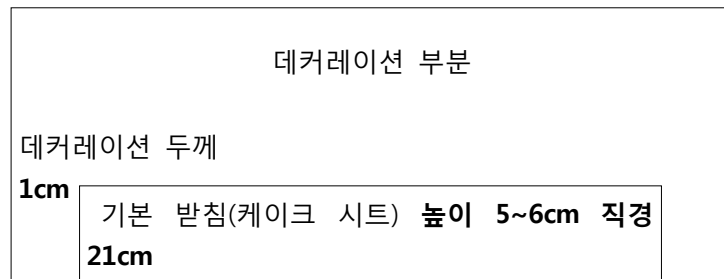 데커레이션 부분
데커레이션 두께
1cm
기본 받침(케이크 시트) 높이 5~6cm 직경
21cm